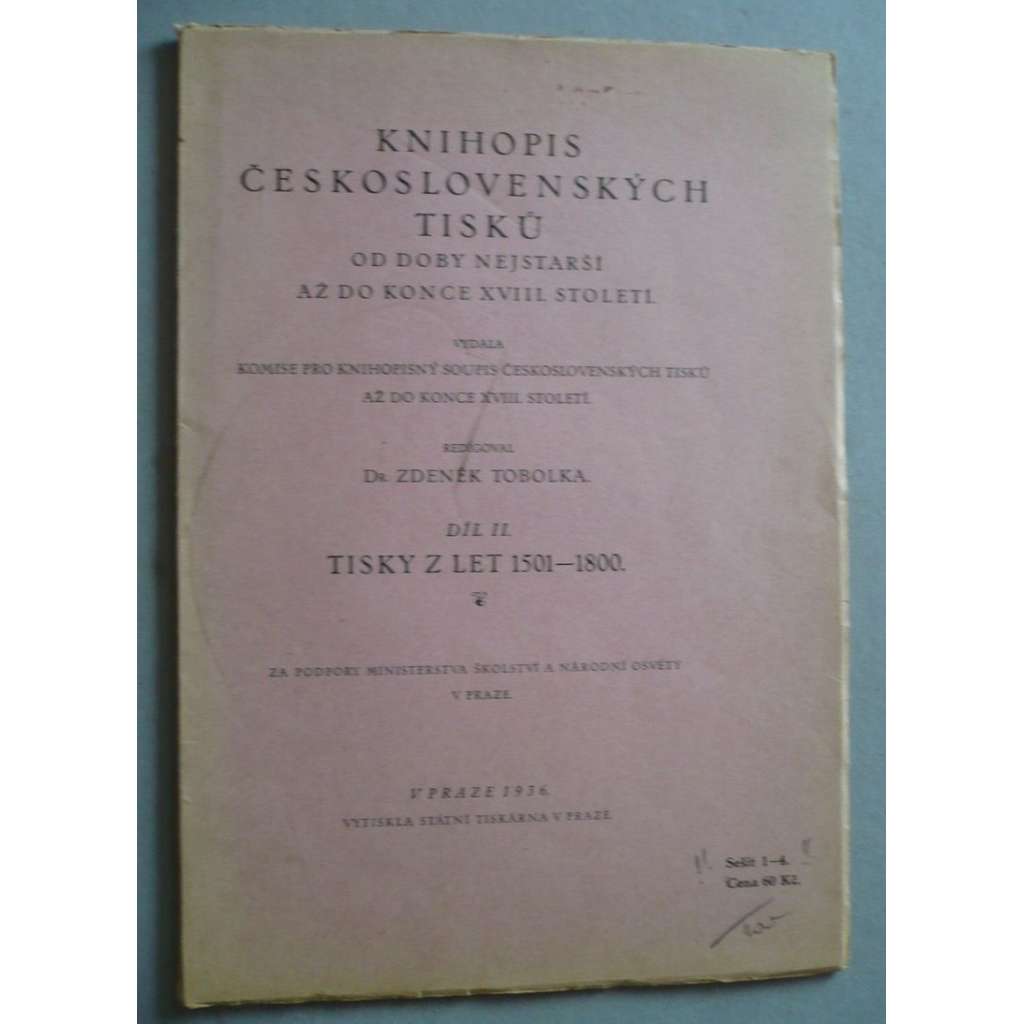 KNIHOPIS
ČESKOSLOVENSKÝCH
TISKŮ
OD DOBY NEJSTARŠÍ
AŽ DO KONCE XVIII. STOLETÍ.
VYDALA
KOMISE PRO KNIHOPISNÝ SOUPIS ČESKOSLOVENSKÝCH TISKŮ
AŽ DO KONCE XVIII. STOLETÍ.
REDIGOVAL
DR. ZDENĚK TOBOLKA.
DÍL II.
TISKY Z LET 1501—1800.
ZA PODPORY MINISTERSTVA ŠKOLSTVÍ A NÁRODNÍ OSVĚTY
V PRAZE.
V PRAZE 1936.
VYTISKLA STÁTNÍ TISKÁRNA V PRAZE.
Sešit 1—4.
Cena 60 Kč.